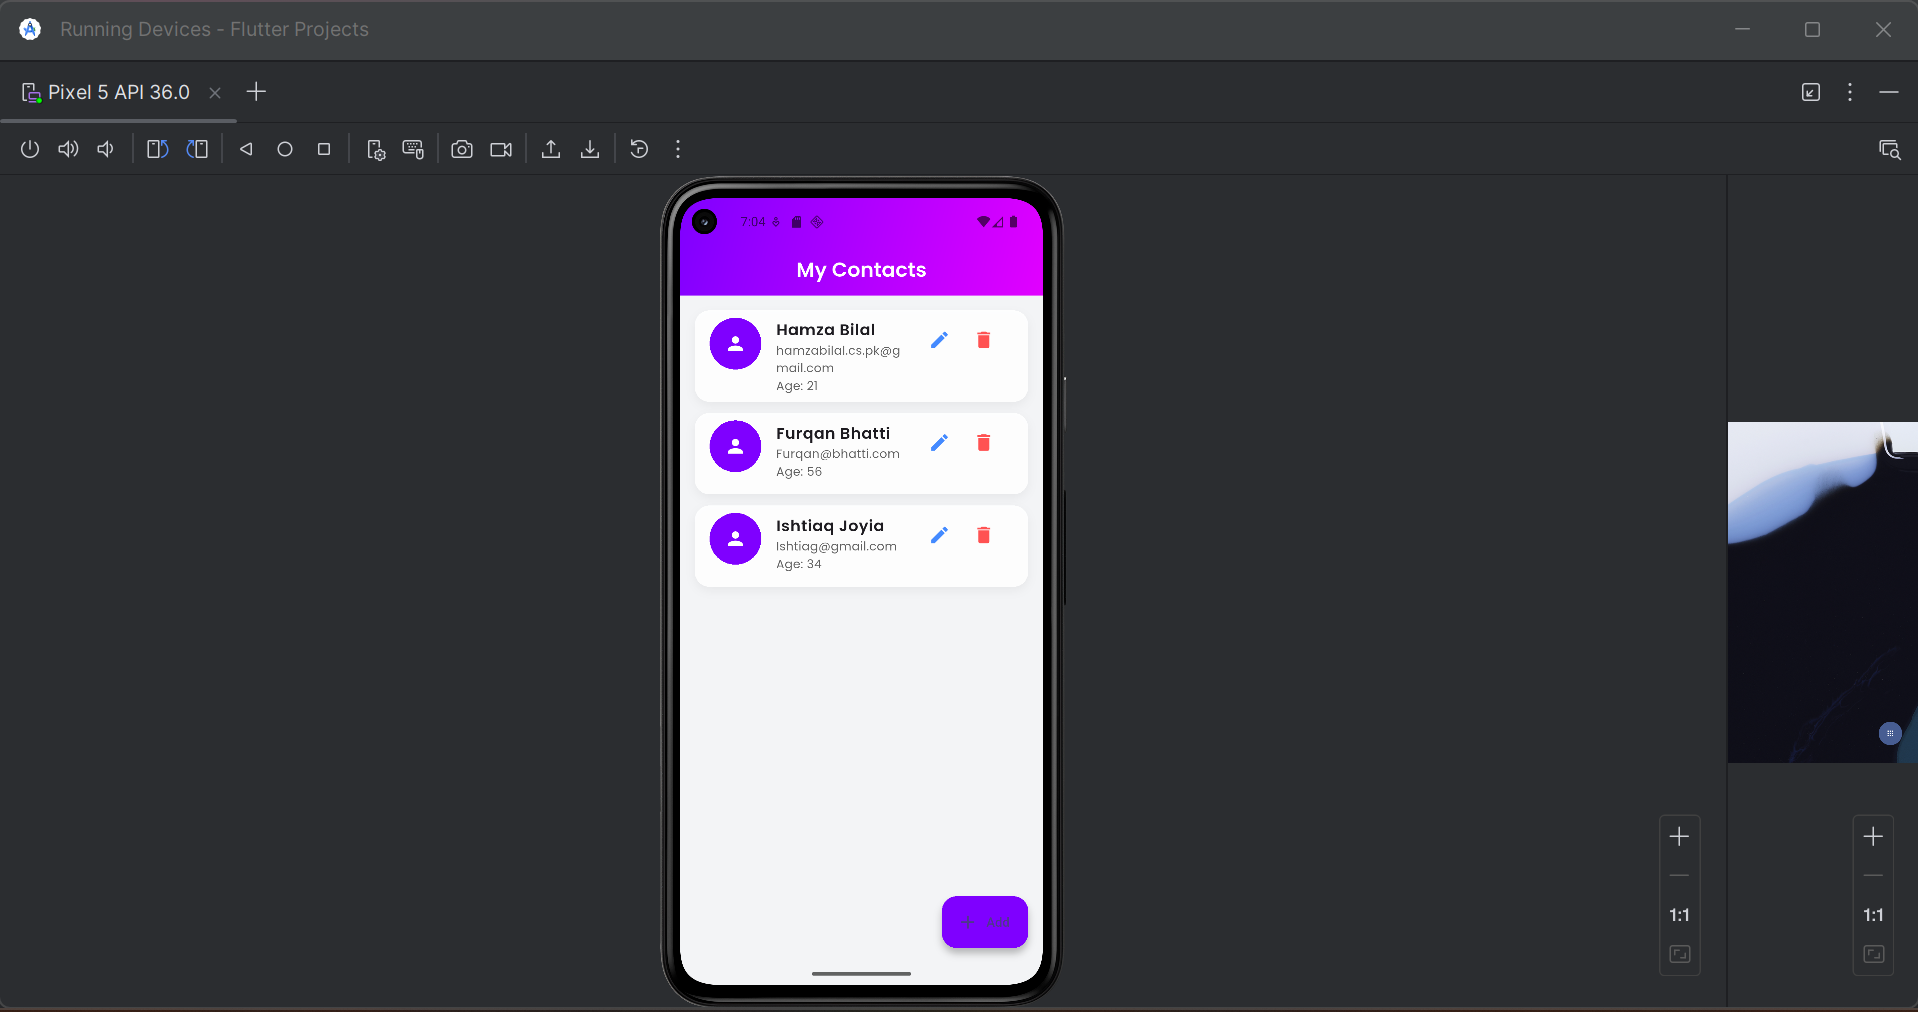 Running Devices - Flutter Projects
Pixel 5 API 36.0
7:04
My Contacts
Hamza Bilal
hamzabilal.cs.pk@g
mail.com
Age: 21
Furqan Bhatti
Furqan@bhatti.com
Age: 56
Ishtiaq Joyia
Ishtiag@gmail.com
Age: 34
Add
1:1
1:1